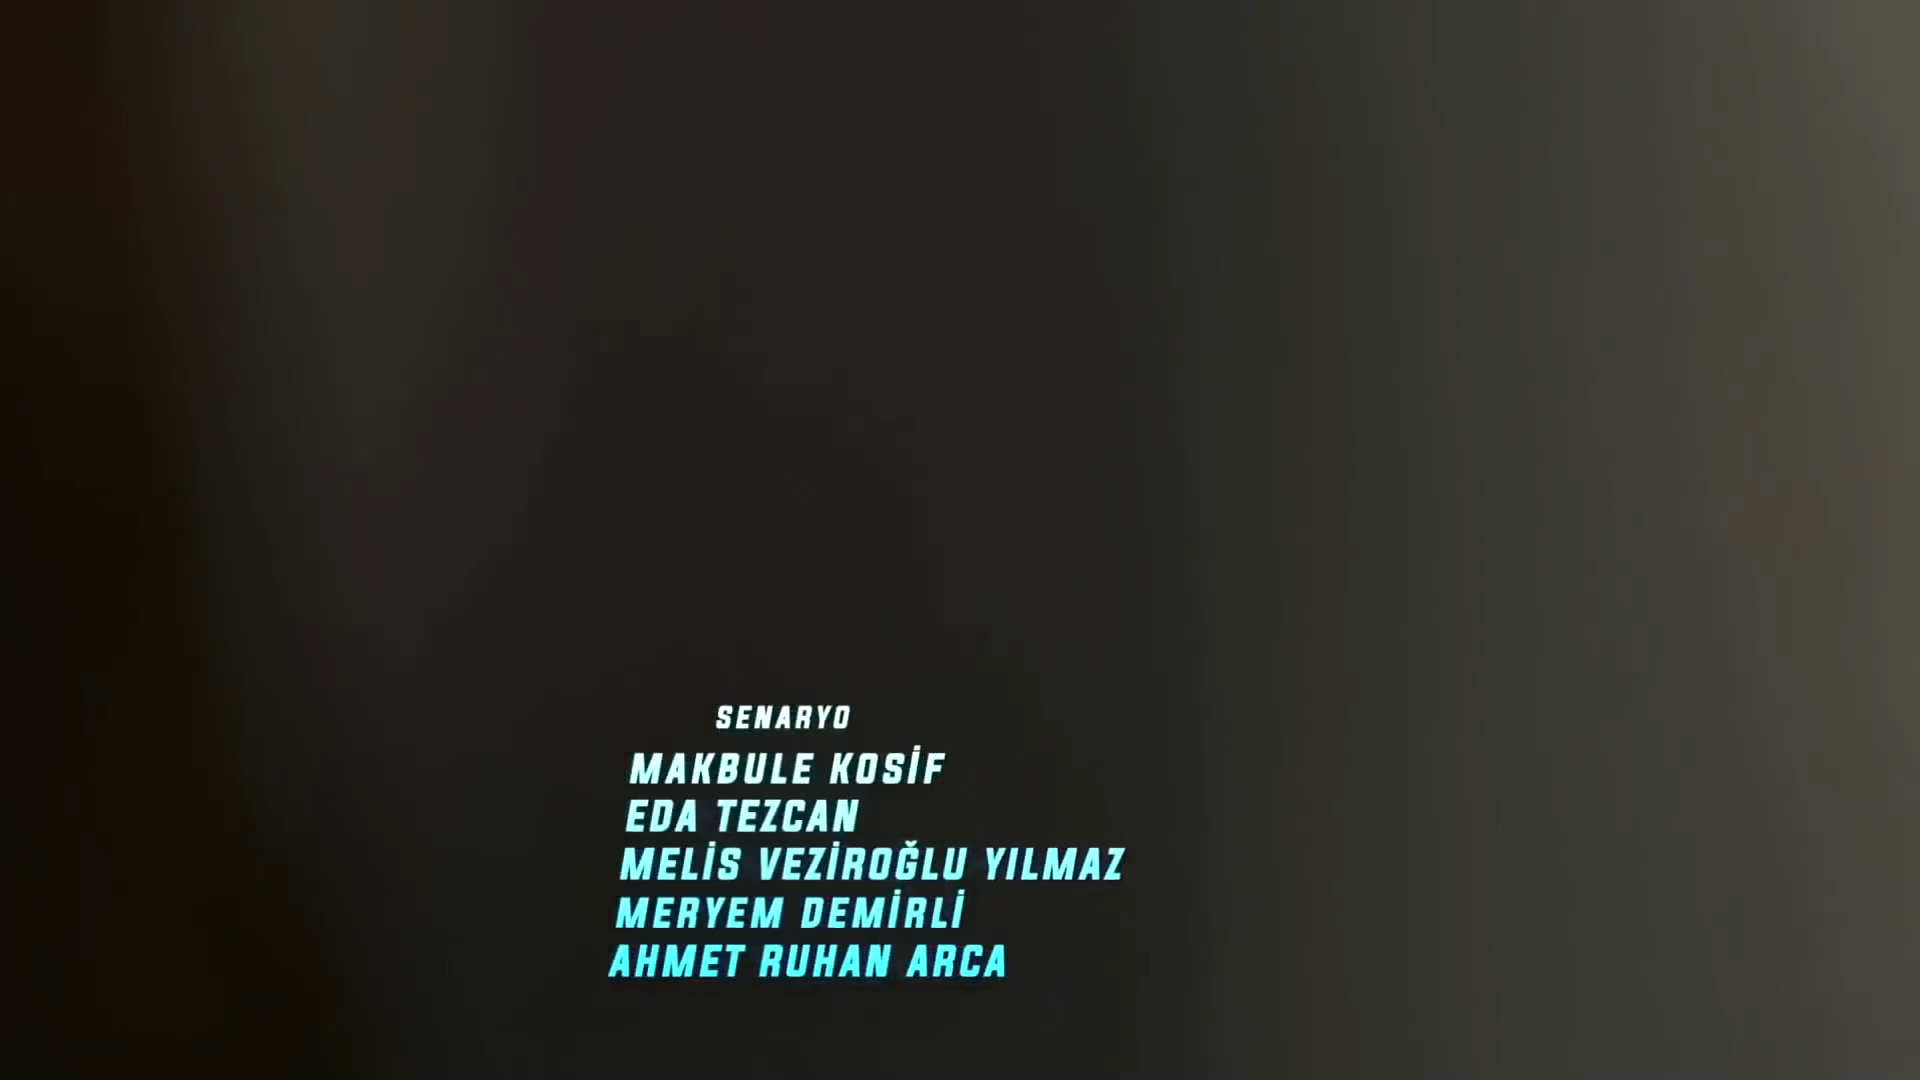 SENARYO
MAKBULE KOSİF
EDA TEZCAN
MELİS VEZİROĞLU YILMAZ
MERYEM DEMİRLİ
AHMET RUHAN ARCA